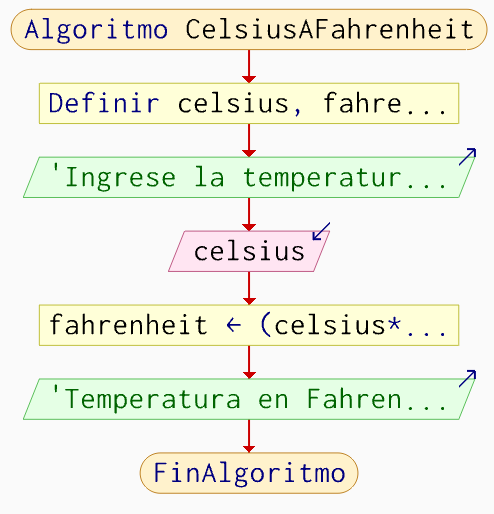 Algoritmo CelsiusAFahrenheit
Definir celsius, fahre...
'Ingrese la temperatur...
celsius
fahrenheit ← (celsius*...
'Temperatura en Fahren...
FinAlgoritmo